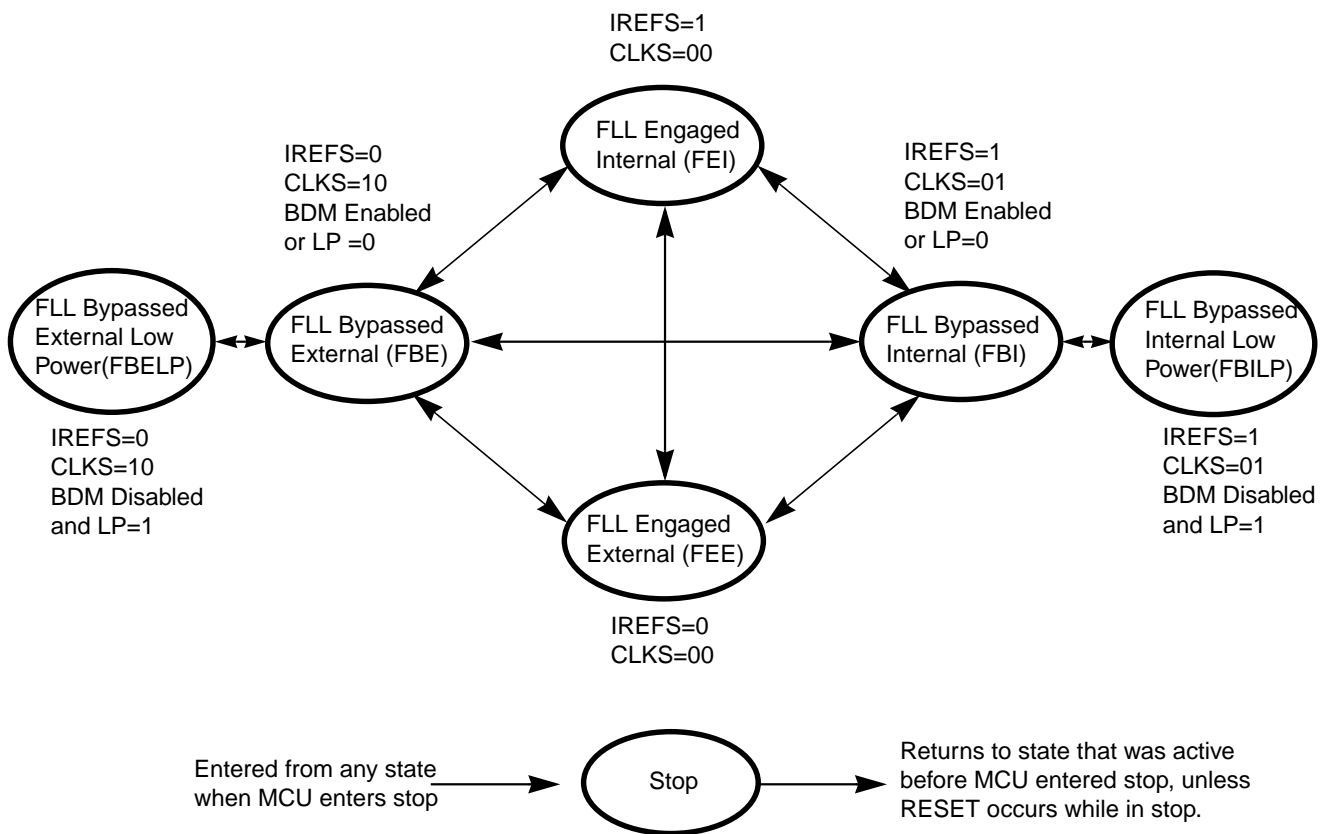 IREFS=1
CLKS=00
FLL Engaged
Internal (FEI)
IREFS=0
CLKS=10
BDM Enabled
or LP =0
IREFS=1
CLKS=01
BDM Enabled
or LP=0
FLL Bypassed
External Low
Power(FBELP)
FLL Bypassed
External (FBE)
FLL Bypassed
Internal (FBI)
FLL Bypassed
Internal Low
Power(FBILP)
IREFS=0
CLKS=10
BDM Disabled
and LP=1
IREFS=1
CLKS=01
BDM Disabled
and LP=1
FLL Engaged
External (FEE)
IREFS=0
CLKS=00
Entered from any state
when MCU enters stop
Stop
Returns to state that was active
before MCU entered stop, unless
RESET occurs while in stop.